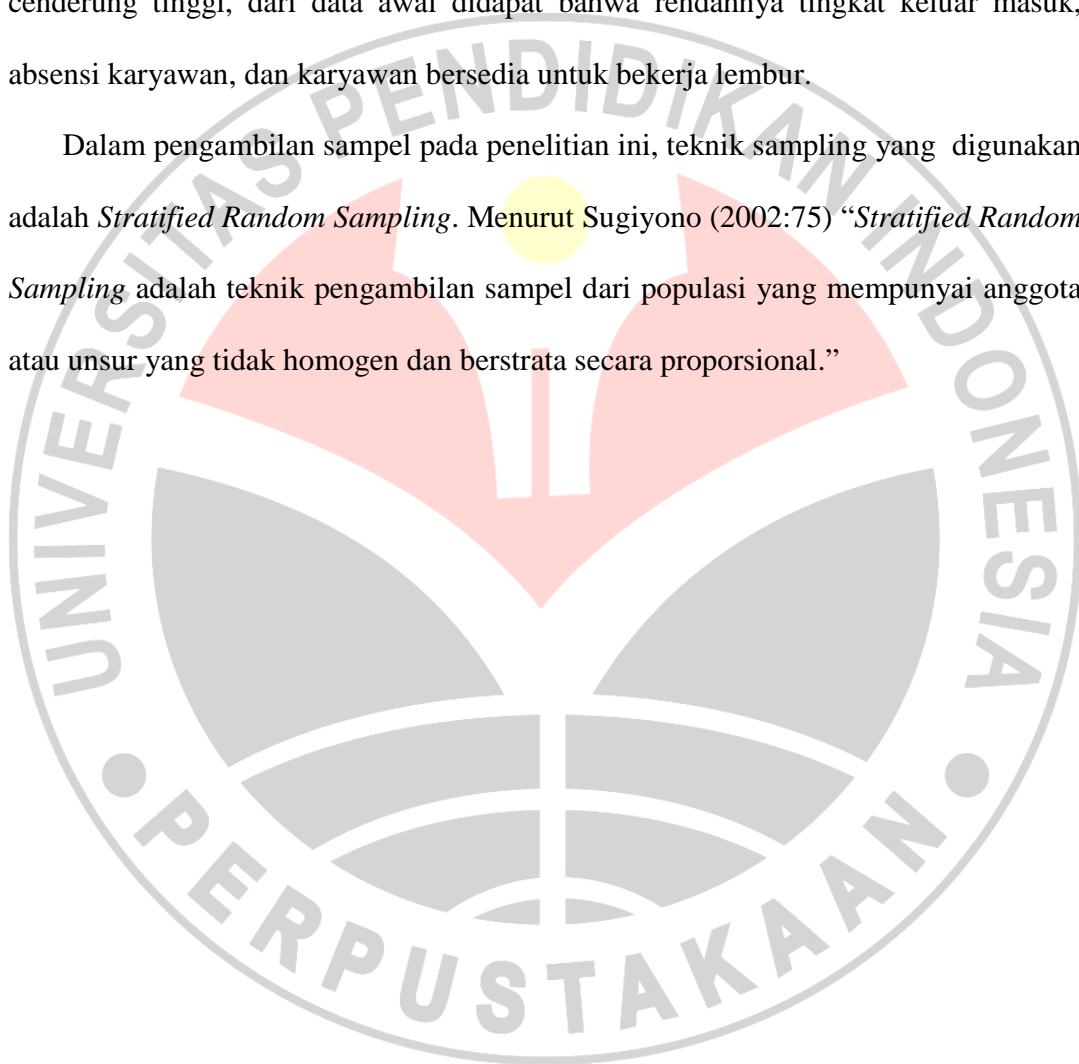 cenderung tinggi, dari data awal didapat bahwa rendahnya tingkat keluar masuk,
absensi karyawan, dan karyawan bersedia untuk bekerja lembur.
Dalam pengambilan sampel pada penelitian ini, teknik sampling yang digunakan
adalah Stratified Random Sampling. Menurut Sugiyono (2002:75) “Stratified Random
Sampling adalah teknik pengambilan sampel dari populasi yang mempunyai anggota
atau unsur yang tidak homogen dan berstrata secara proporsional.”
UNIVERSITAS PENDIDIKAN INDONESIA
PERPUSTAKAAN